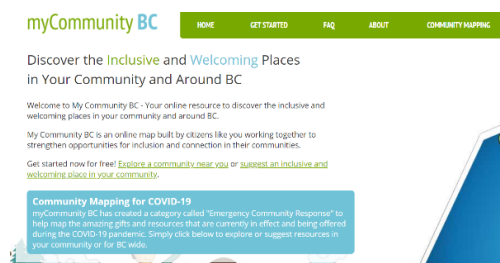 myCommunity BC
HOME GET STARTED FAQ ABOUT COMMUNITY MAPPING
Discover the Inclusive and Welcoming Places
in Your Community and Around BC
Welcome to My Community BC - Your online resource to discover the inclusive and
welcoming places in your community and around BC.
My Community BC is an online map built by citizens like you working together to
strengthen opportunities for inclusion and connection in their communities.
Get started now for free! Explore a community near you or suggest an inclusive and
welcoming place in your community.
Community Mapping for COVID-19
myCommunity BC has created a category called "Emergency Community Response" to
help map the amazing gifts and resources that are currently in effect and being offered
during the COVID-19 pandemic. Simply click below to explore or suggest resources in
your community or for BC wide.